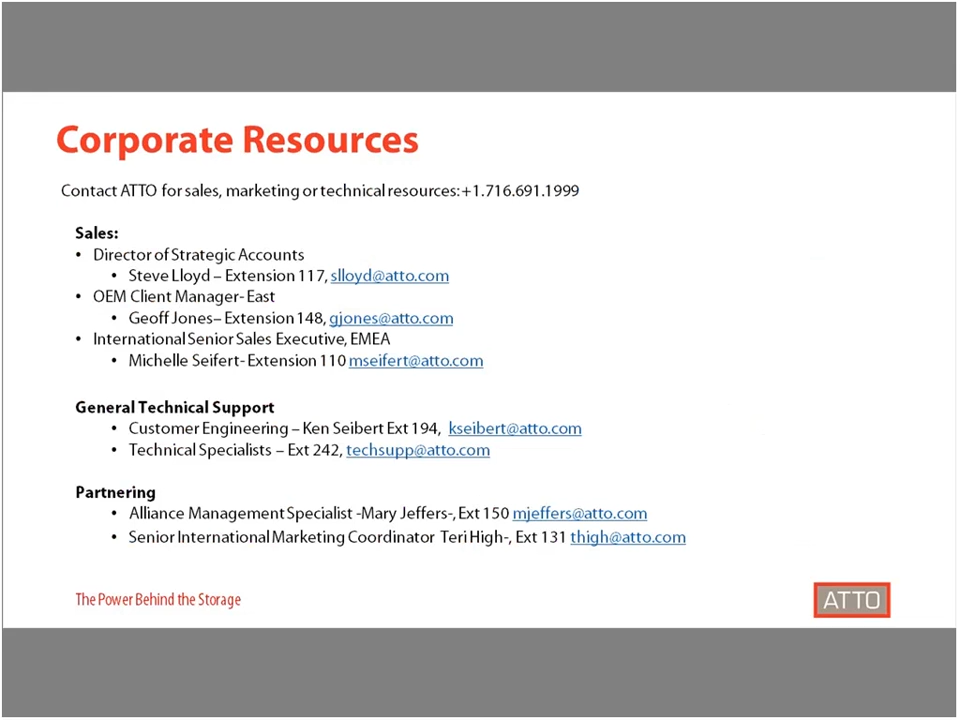 Corporate Resources
Contact ATTO for sales, marketing or technical resources: +1.716.691.1999
Sales:
• Director of Strategic Accounts
• Steve Lloyd – Extension 117, slloyd@atto.com
• OEM Client Manager- East
• Geoff Jones– Extension 148, gjones@atto.com
• International Senior Sales Executive, EMEA
• Michelle Seifert- Extension 110 mseifert@atto.com
General Technical Support
• Customer Engineering – Ken Seibert Ext 194, kseibert@atto.com
• Technical Specialists – Ext 242, techsupp@atto.com
Partnering
• Alliance Management Specialist -Mary Jeffers-, Ext 150 mjeffers@atto.com
• Senior International Marketing Coordinator Teri High-, Ext 131 thigh@atto.com
The Power Behind the Storage
ATTO